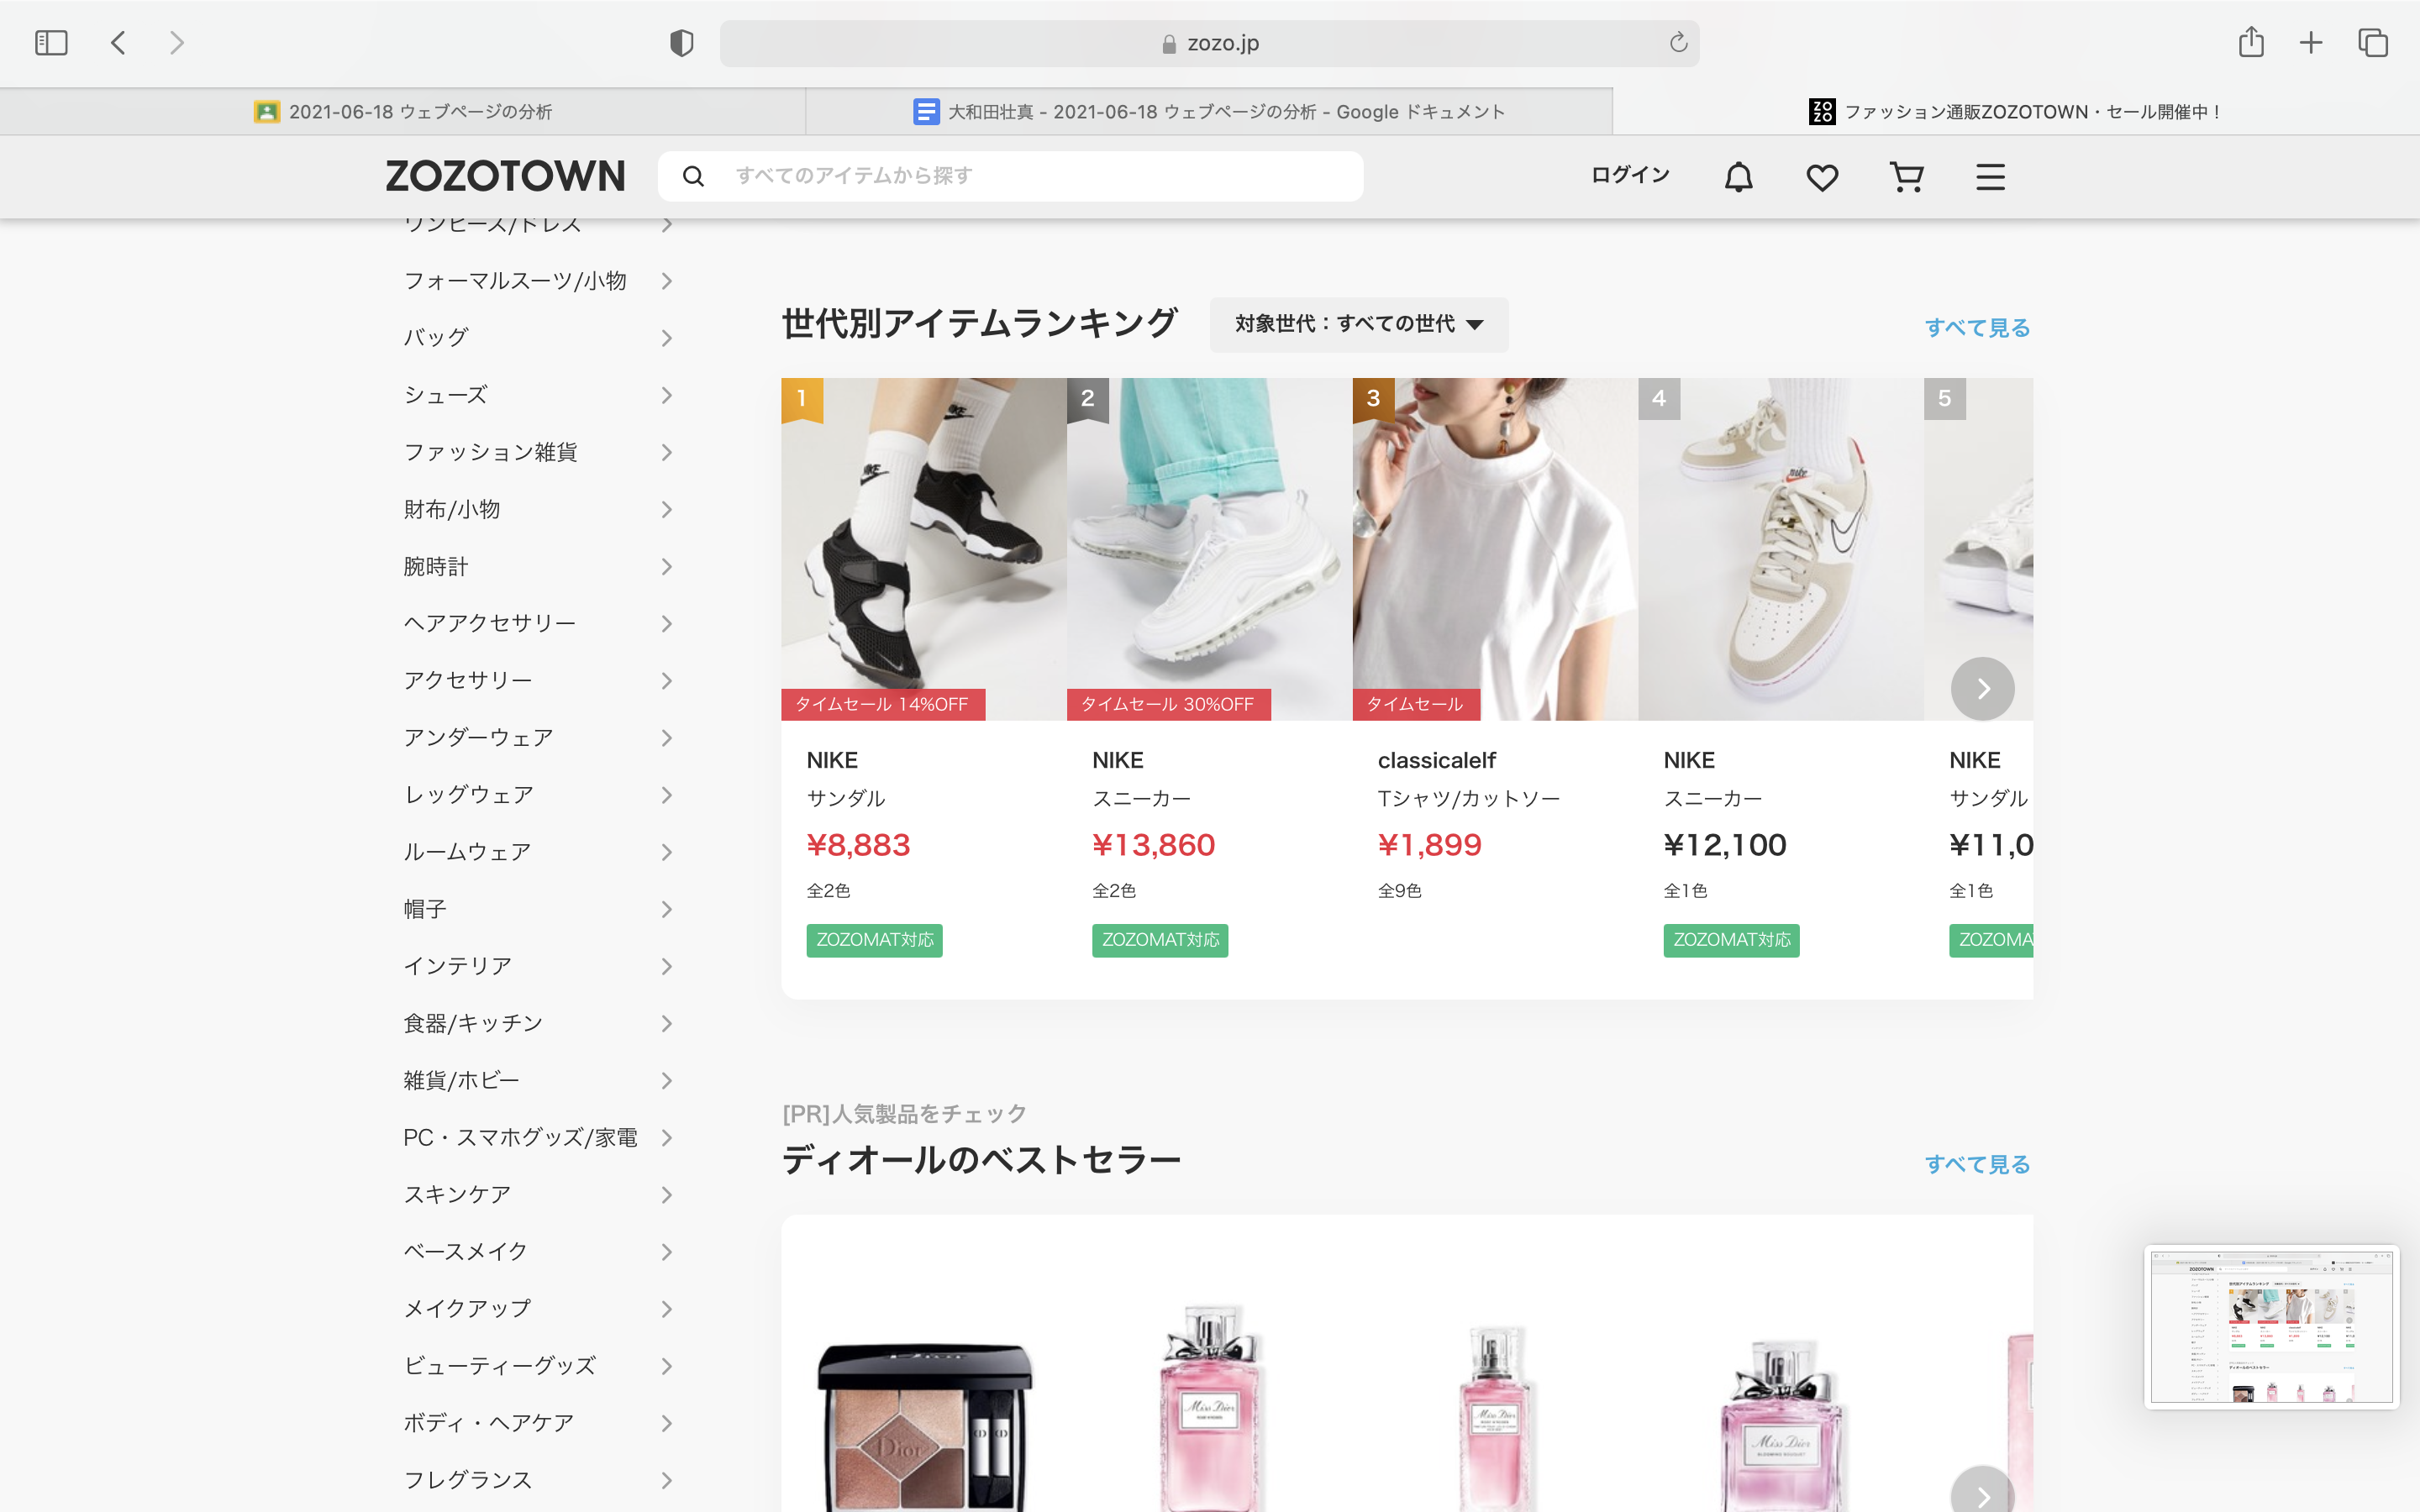 zozo.jp
2021-06-18 ウェブページの分析
大和田壮真 - 2021-06-18 ウェブページの分析 - Google ドキュメント
ZOZO
ファッション通販ZOZOTOWN・セール開催中！
ZOZOTOWN
すべてのアイテムから探す
ログイン
ワンピース/ドレス
フォーマルスーツ/小物
バッグ
シューズ
ファッション雑貨
財布/小物
腕時計
ヘアアクセサリー
アクセサリー
アンダーウェア
レッグウェア
ルームウェア
帽子
インテリア
食器/キッチン
雑貨/ホビー
PC・スマホグッズ/家電
スキンケア
ベースメイク
メイクアップ
ビューティーグッズ
ボディ・ヘアケア
フレグランス
世代別アイテムランキング
対象世代：すべての世代
すべて見る
1
NIKE
タイムセール 14%OFF
NIKE
サンダル
¥8,883
全2色
ZOZOMAT対応
2
タイムセール 30%OFF
NIKE
スニーカー
¥13,860
全2色
ZOZOMAT対応
3
タイムセール
classicalelf
Tシャツ/カットソー
¥1,899
全9色
4
NIKE
スニーカー
¥12,100
全1色
ZOZOMAT対応
5
NIKE
サンダル
¥11,0
全1色
ZOZOMA
[PR]人気製品をチェック
ディオールのベストセラー
すべて見る
Dior
Miss Dior
Miss Dior
Miss Dior
BLOOMING BOUQUET